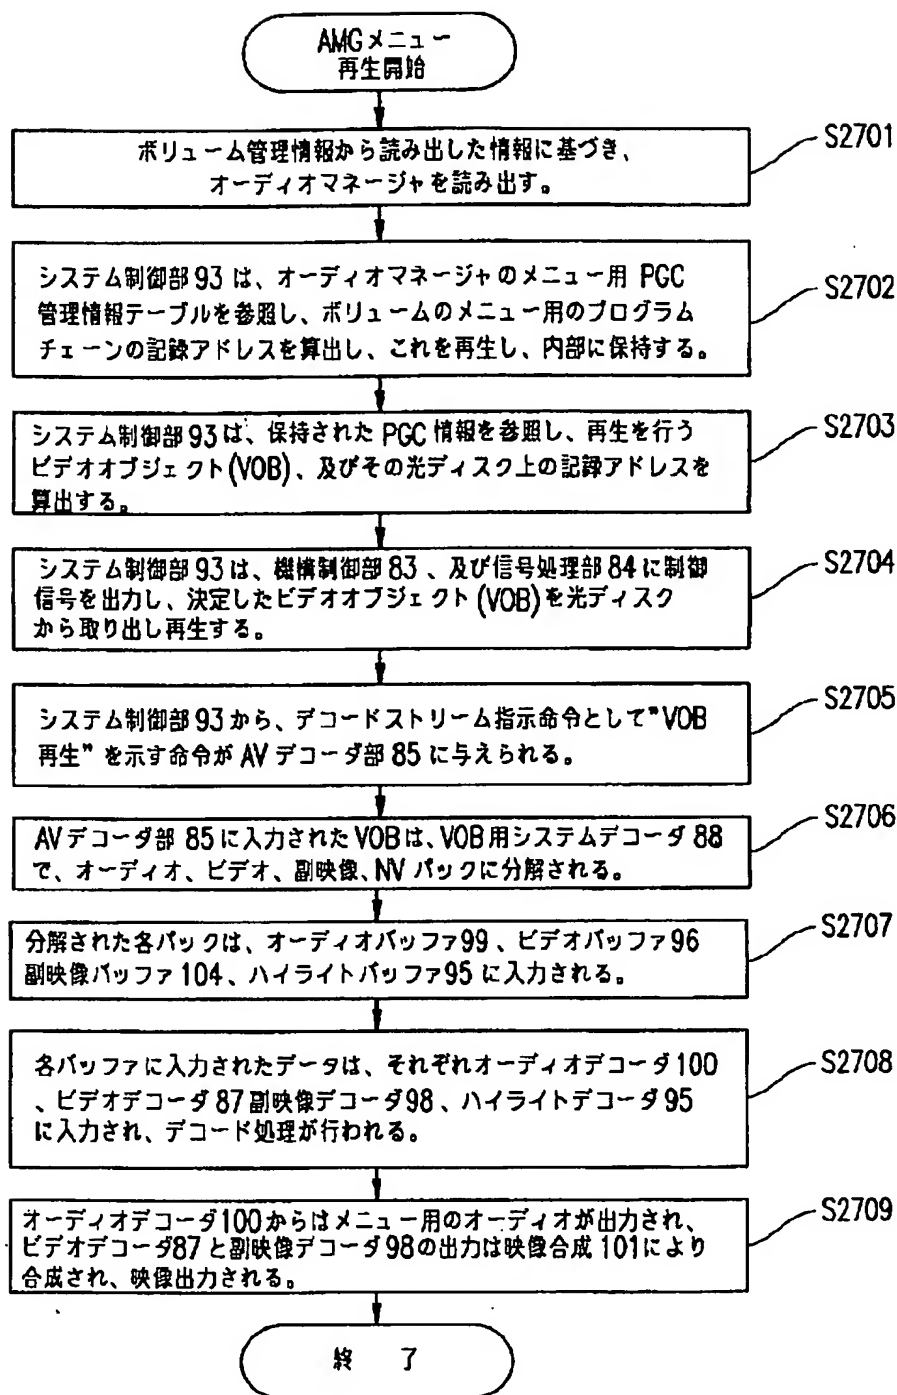 AMGメニュー
再生開始
ボリューム管理情報から読み出した情報に基づき、
オーディオマネージャを読み出す。
S2701
システム制御部93は、オーディオマネージャのメニュー用 PGC
管理情報テーブルを参照し、ボリュームのメニュー用のプログラム
チェーンの記録アドレスを算出し、これを再生し、内部に保持する。
S2702
システム制御部93は、保持された PGC 情報を参照し、再生を行う
ビデオオブジェクト(VOB)、及びその光ディスク上の記録アドレスを
算出する。
S2703
システム制御部93は、機構制御部83、及び信号処理部84に制御
信号を出力し、決定したビデオオブジェクト(VOB)を光ディスク
から取り出し再生する。
S2704
システム制御部93から、デコードストリーム指示命令として"VOB
再生"を示す命令が AV デコーダ部85に与えられる。
S2705
AVデコーダ部 85に入力されたVOBは、VOB用システムデコーダ 88
で、オーディオ、ビデオ、副映像、NV パックに分解される。
S2706
分解された各パックは、オーディオバッファ99、ビデオバッファ96
副映像バッファ104、ハイライトバッファ95に入力される。
S2707
各バッファに入力されたデータは、それぞれオーディオデコーダ100
、ビデオデコーダ87副映像デコーダ98、ハイライトデコーダ95
に入力され、デコード処理が行われる。
S2708
オーディオデコーダ100からはメニュー用のオーディオが出力され、
ビデオデコーダ87と副映像デコーダ98の出力は映像合成101により
合成され、映像出力される。
S2709
終 了